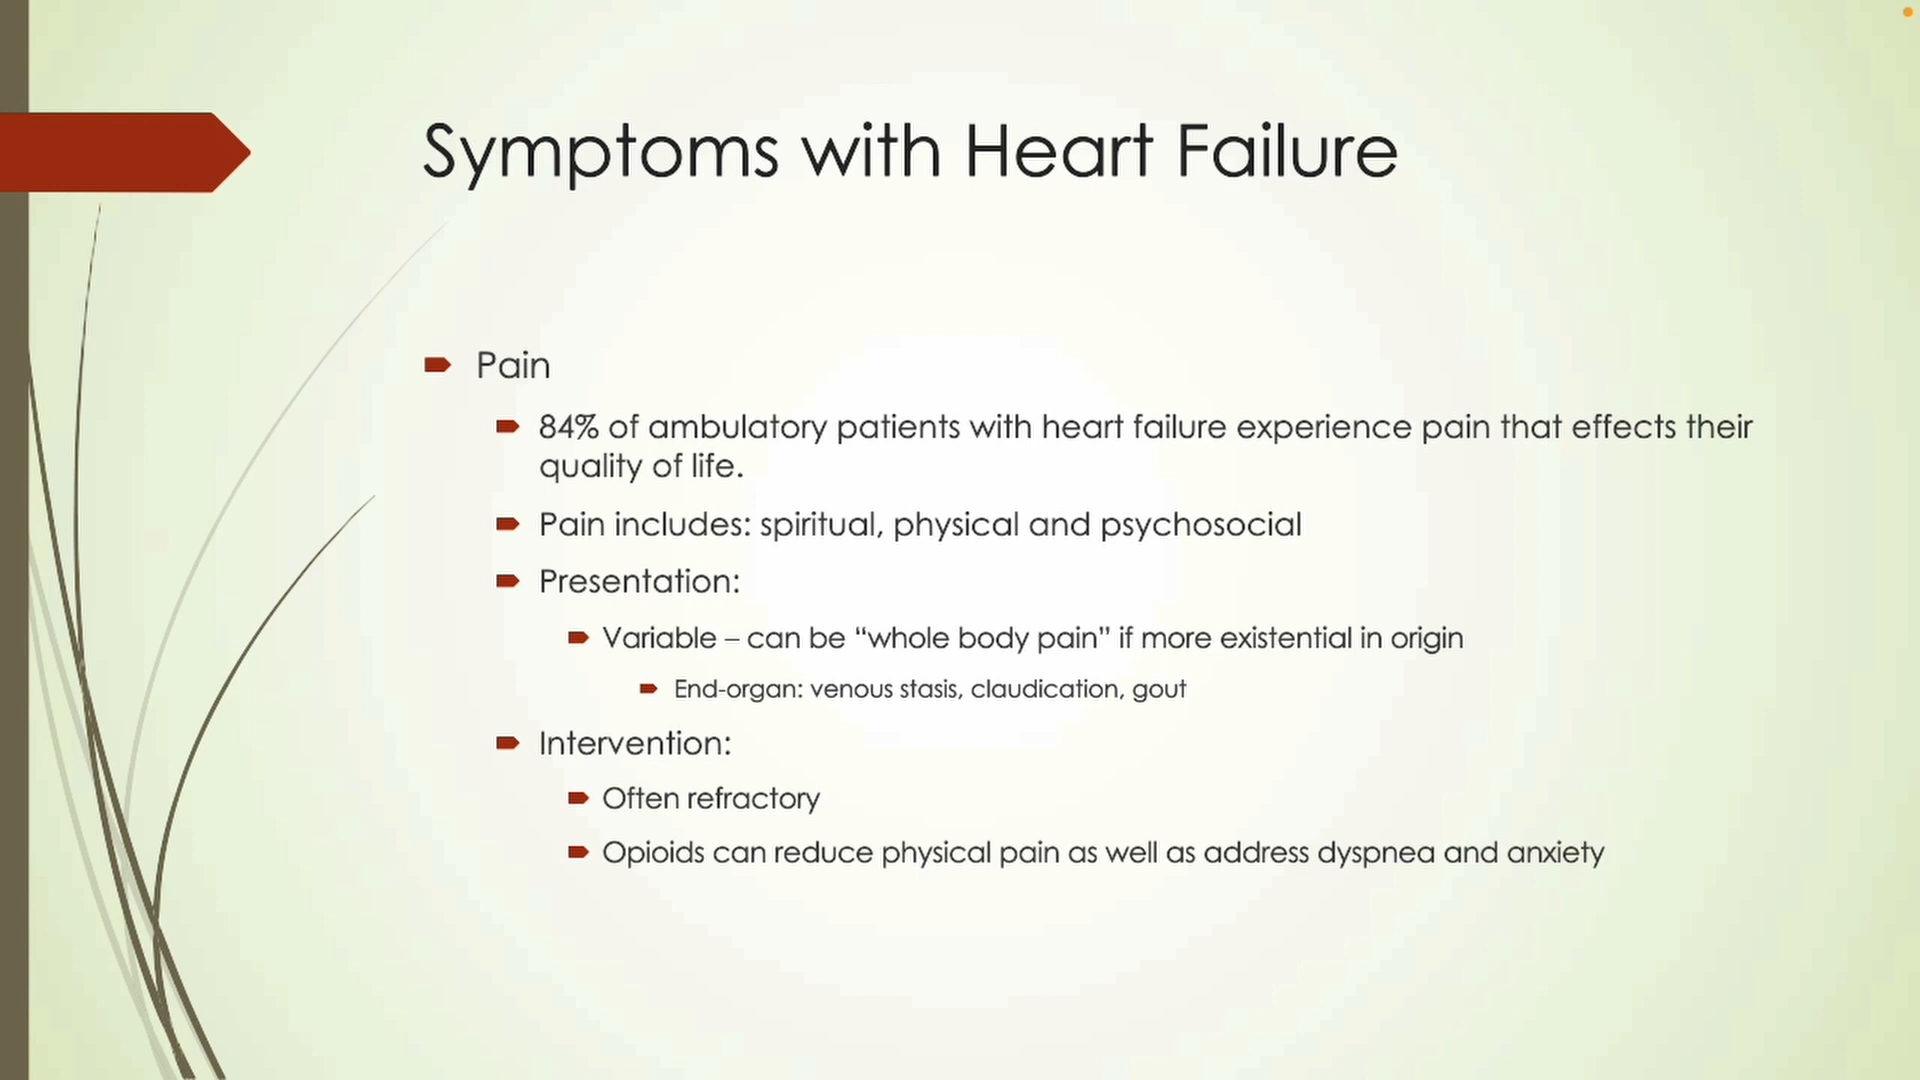 Symptoms with Heart Failure
Pain
84% of ambulatory patients with heart failure experience pain that effects their
quality of life.
Pain includes: spiritual, physical and psychosocial
Presentation:
Variable – can be “whole body pain” if more existential in origin
End-organ: venous stasis, claudication, gout
Intervention:
Often refractory
Opioids can reduce physical pain as well as address dyspnea and anxiety